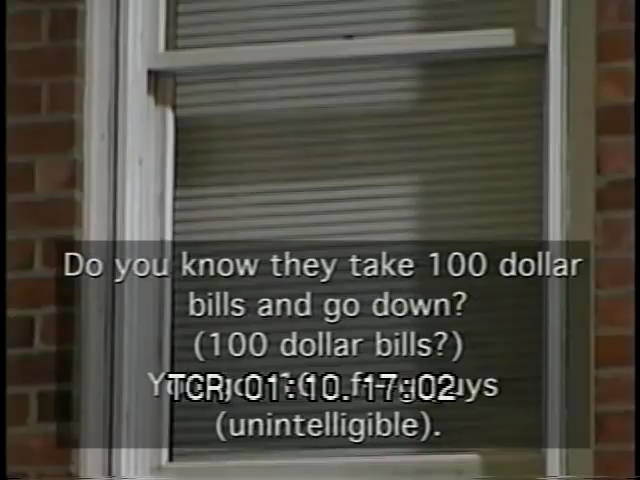 Do you know they take 100 dollar
bills and go down?
(100 dollar bills?)
TCR 01:10.17:02
(unintelligible).